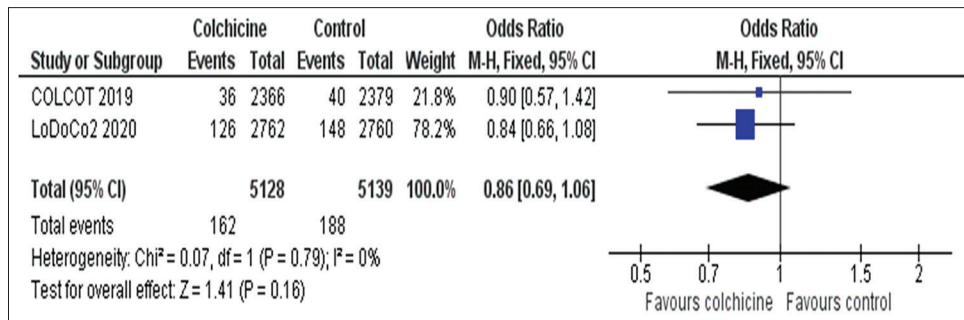 Colchicine Control Odds Ratio Odds Ratio
Study or Subgroup Events Total Events Total Weight M-H, Fixed, 95% CI M-H, Fixed, 95% CI
COLCOT 2019 36 2366 40 2379 21.8% 0.90 [0.57, 1.42]
LoDoCo2 2020 126 2762 148 2760 78.2% 0.84 [0.66, 1.08]
Total (95% CI) 5128 5139 100.0% 0.86 [0.69, 1.06]
Total events 162 188
Heterogeneity: Chi² = 0.07, df = 1 (P = 0.79); I² = 0%
Test for overall effect: Z = 1.41 (P = 0.16)
0.5 0.7 1 1.5 2
Favours colchicine Favours control